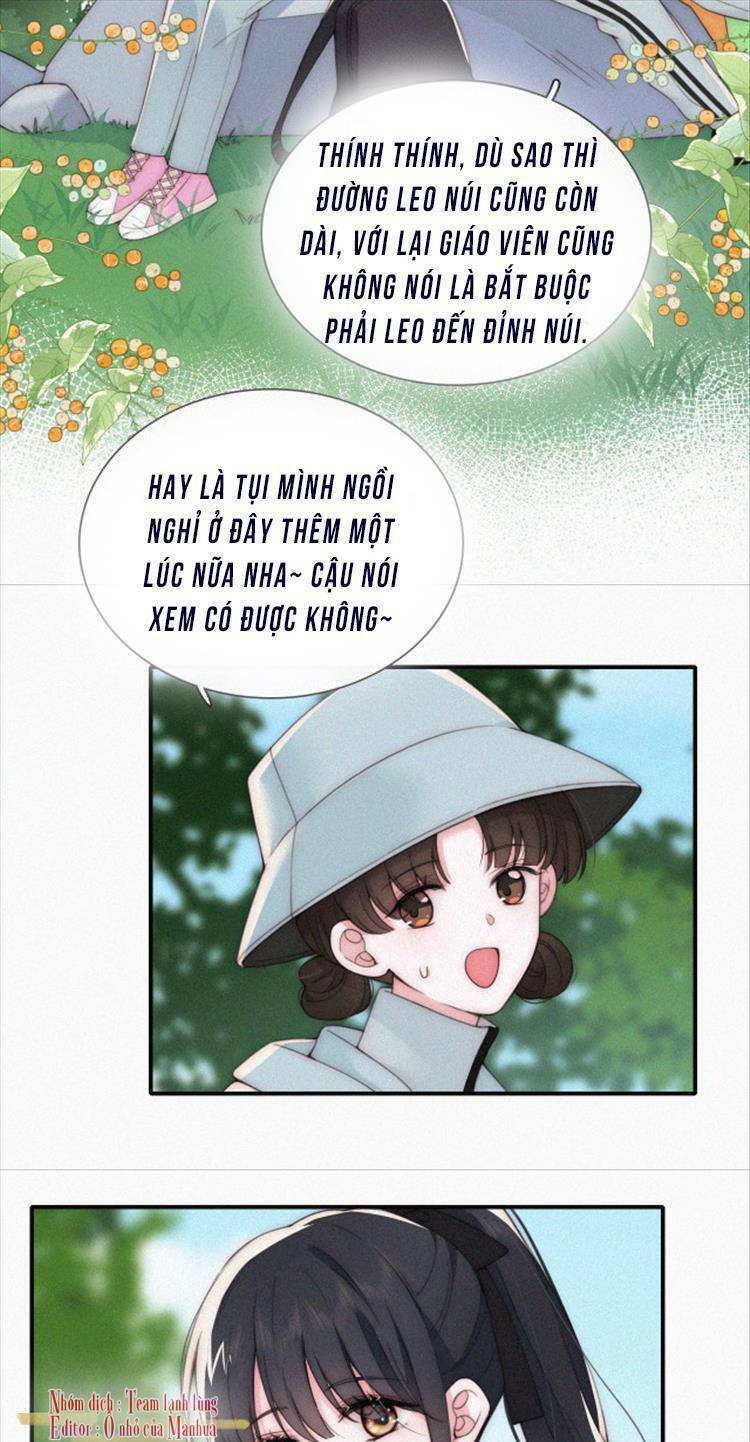 THÍNH THÍNH, DÙ SAO THÌ
ĐƯỜNG LEO NÚI CŨNG CÒN
DÀI, VỚI LẠI GIÁO VIÊN CŨNG
KHÔNG NÓI LÀ BẮT BUỘC
PHẢI LEO ĐẾN ĐỈNH NÚI.
HAY LÀ TỤI MÌNH NGỒI
NGHỈ Ở ĐÂY THÊM MỘT
LÚC NỮA NHA~ CẬU NÓI
XEM CÓ ĐƯỢC KHÔNG~
Nhóm dịch : Team lạnh lùng
Editor : Ổ nhỏ của Manhua